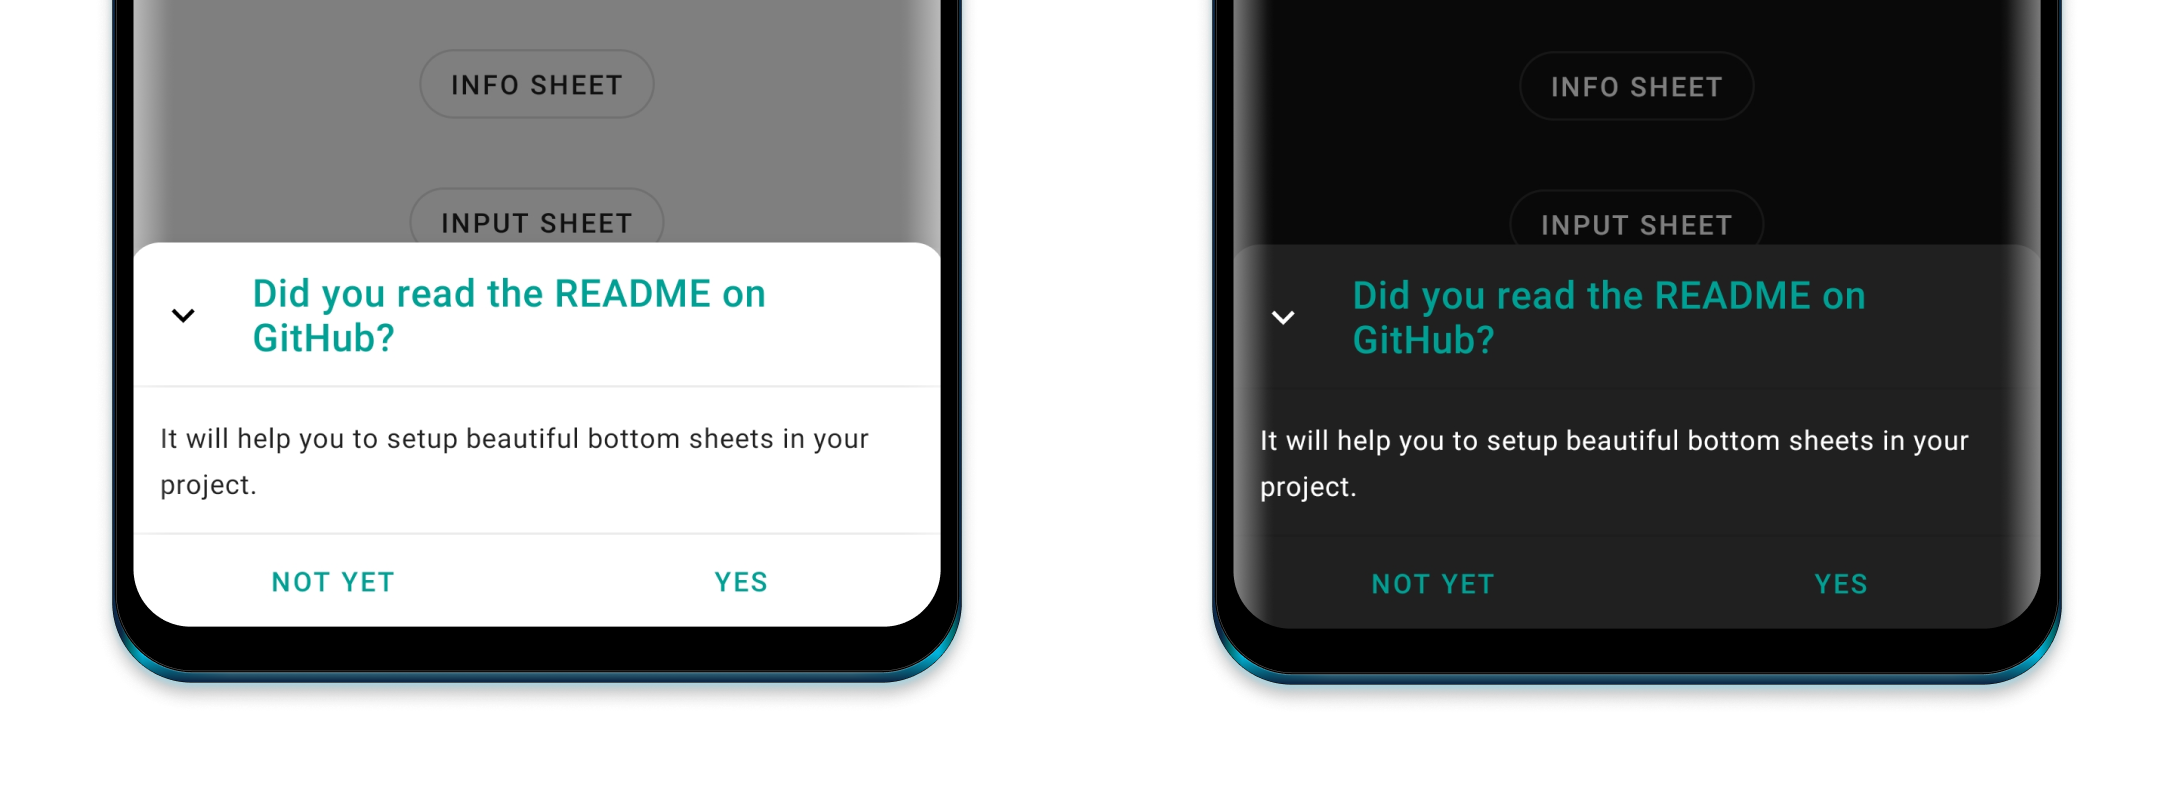 INFO SHEET
INPUT SHEET
Did you read the README on
GitHub?
It will help you to setup beautiful bottom sheets in your
project.
NOT YET YES
INFO SHEET
INPUT SHEET
Did you read the README on
GitHub?
It will help you to setup beautiful bottom sheets in your
project.
NOT YET YES